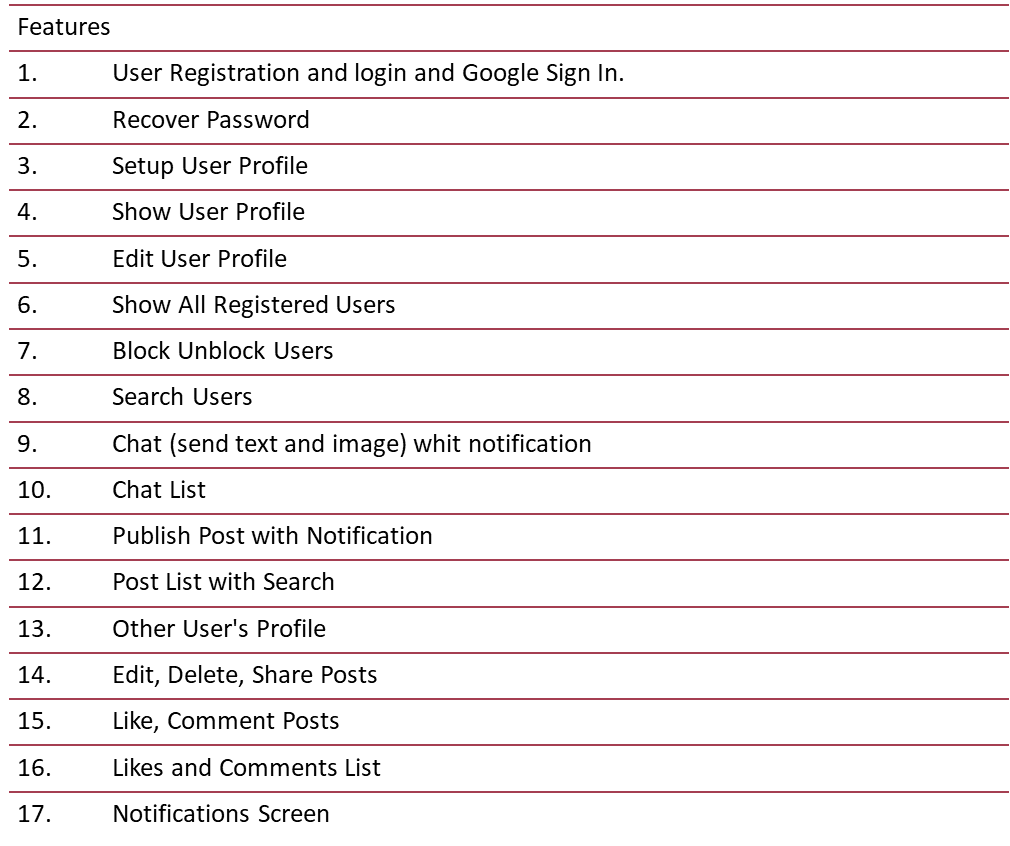 Features
1. User Registration and login and Google Sign In.
2. Recover Password
3. Setup User Profile
4. Show User Profile
5. Edit User Profile
6. Show All Registered Users
7. Block Unblock Users
8. Search Users
9. Chat (send text and image) whit notification
10. Chat List
11. Publish Post with Notification
12. Post List with Search
13. Other User's Profile
14. Edit, Delete, Share Posts
15. Like, Comment Posts
16. Likes and Comments List
17. Notifications Screen